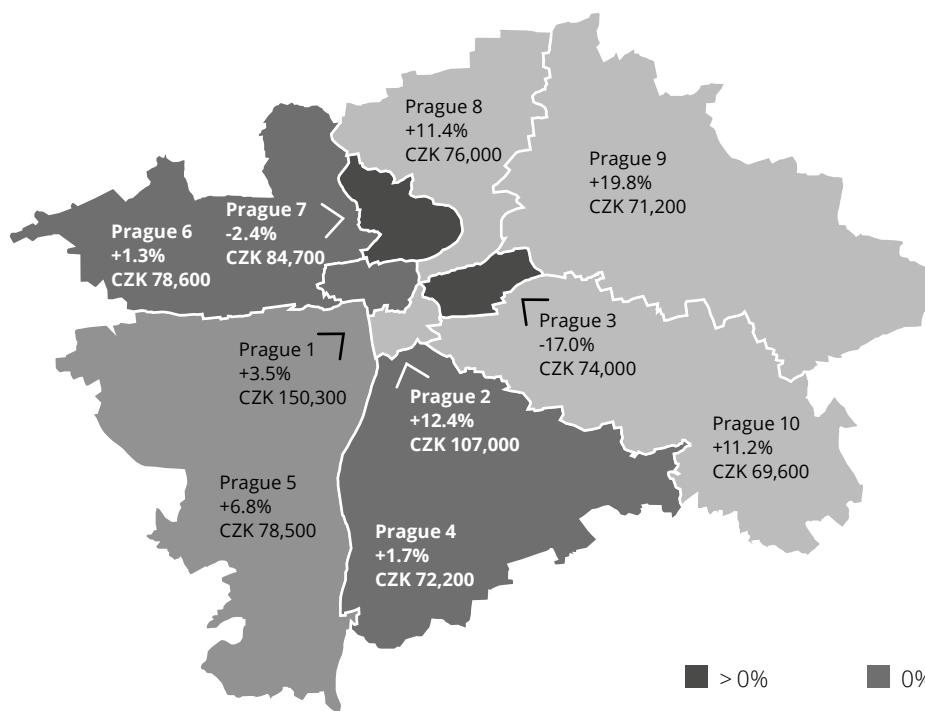 Prague 8
+11.4%
CZK 76,000
Prague 9
+19.8%
CZK 71,200
Prague 7
-2.4%
CZK 84,700
Prague 6
+1.3%
CZK 78,600
Prague 3
-17.0%
CZK 74,000
Prague 1
+3.5%
CZK 150,300
Prague 2
+12.4%
CZK 107,000
Prague 10
+11.2%
CZK 69,600
Prague 5
+6.8%
CZK 78,500
Prague 4
+1.7%
CZK 72,200
> 0%
0%